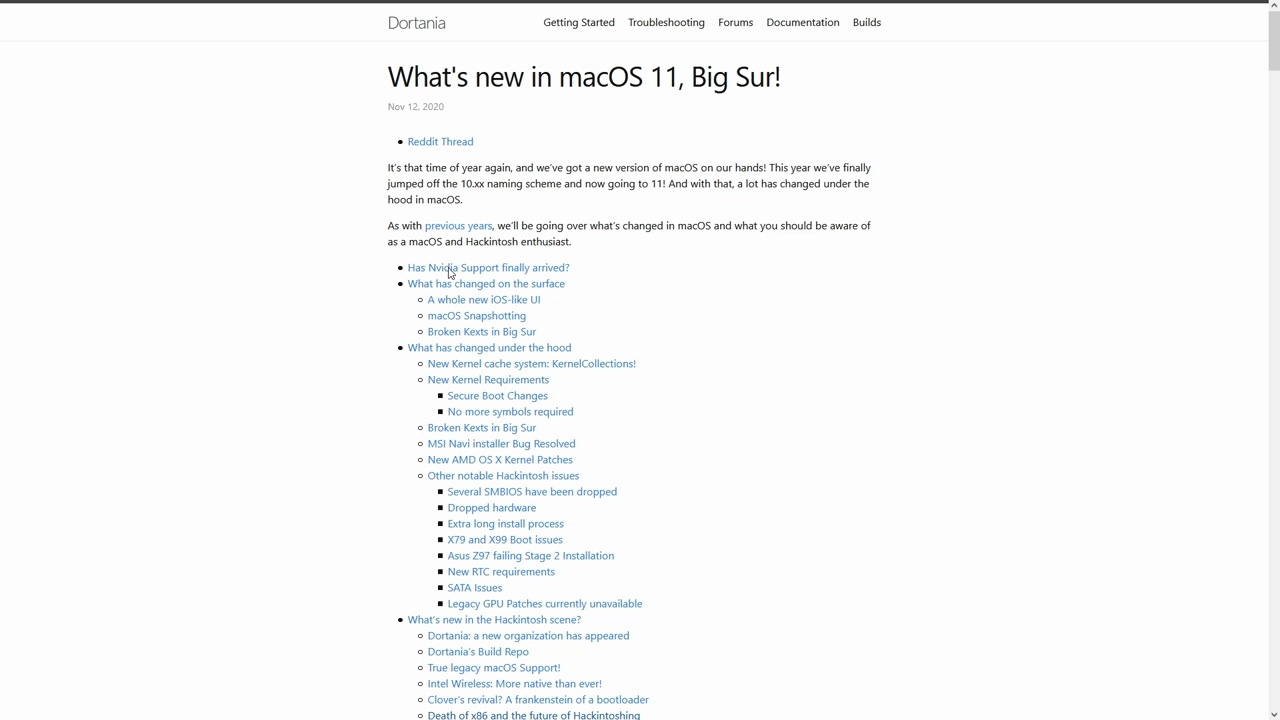 Dortania
Getting Started Troubleshooting Forums Documentation Builds
What's new in macOS 11, Big Sur!
Nov 12, 2020
Reddit Thread
It's that time of year again, and we've got a new version of macOS on our hands! This year we've finally
jumped off the 10.xx naming scheme and now going to 11! And with that, a lot has changed under the
hood in macOS.
As with previous years, we'll be going over what's changed in macOS and what you should be aware of
as a macOS and Hackintosh enthusiast.
Has Nvidia Support finally arrived?
What has changed on the surface
A whole new iOS-like UI
macOS Snapshotting
Broken Kexts in Big Sur
What has changed under the hood
New Kernel cache system: KernelCollections!
New Kernel Requirements
Secure Boot Changes
No more symbols required
Broken Kexts in Big Sur
MSI Navi installer Bug Resolved
New AMD OS X Kernel Patches
Other notable Hackintosh issues
Several SMBIOS have been dropped
Dropped hardware
Extra long install process
X79 and X99 Boot issues
Asus Z97 failing Stage 2 Installation
New RTC requirements
SATA Issues
Legacy GPU Patches currently unavailable
What's new in the Hackintosh scene?
Dortania: a new organization has appeared
Dortania's Build Repo
True legacy macOS Support!
Intel Wireless: More native than ever!
Clover's revival? A frankenstein of a bootloader
Death of x86 and the future of Hackintoshing